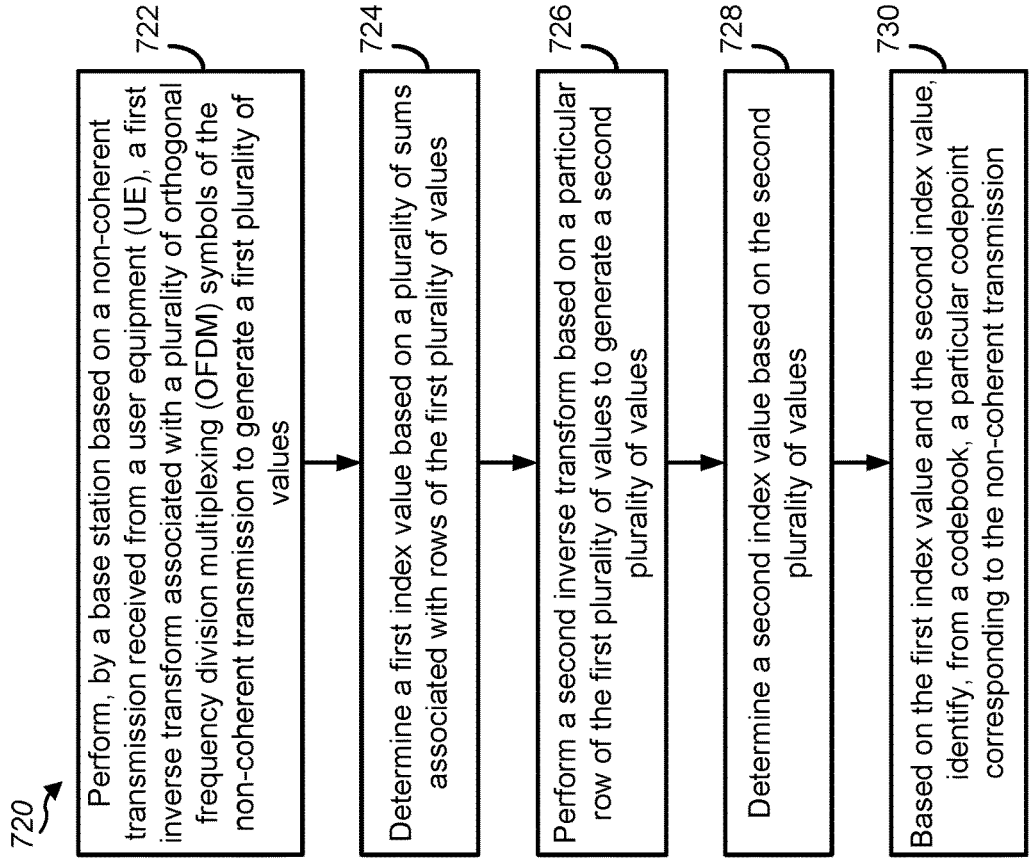 720
722
Perform, by a base station based on a non-coherent
transmission received from a user equipment (UE), a first
inverse transform associated with a plurality of orthogonal
frequency division multiplexing (OFDM) symbols of the
non-coherent transmission to generate a first plurality of
values
724
Determine a first index value based on a plurality of sums
associated with rows of the first plurality of values
726
Perform a second inverse transform based on a particular
row of the first plurality of values to generate a second
plurality of values
728
Determine a second index value based on the second
plurality of values
730
Based on the first index value and the second index value,
identify, from a codebook, a particular codepoint
corresponding to the non-coherent transmission